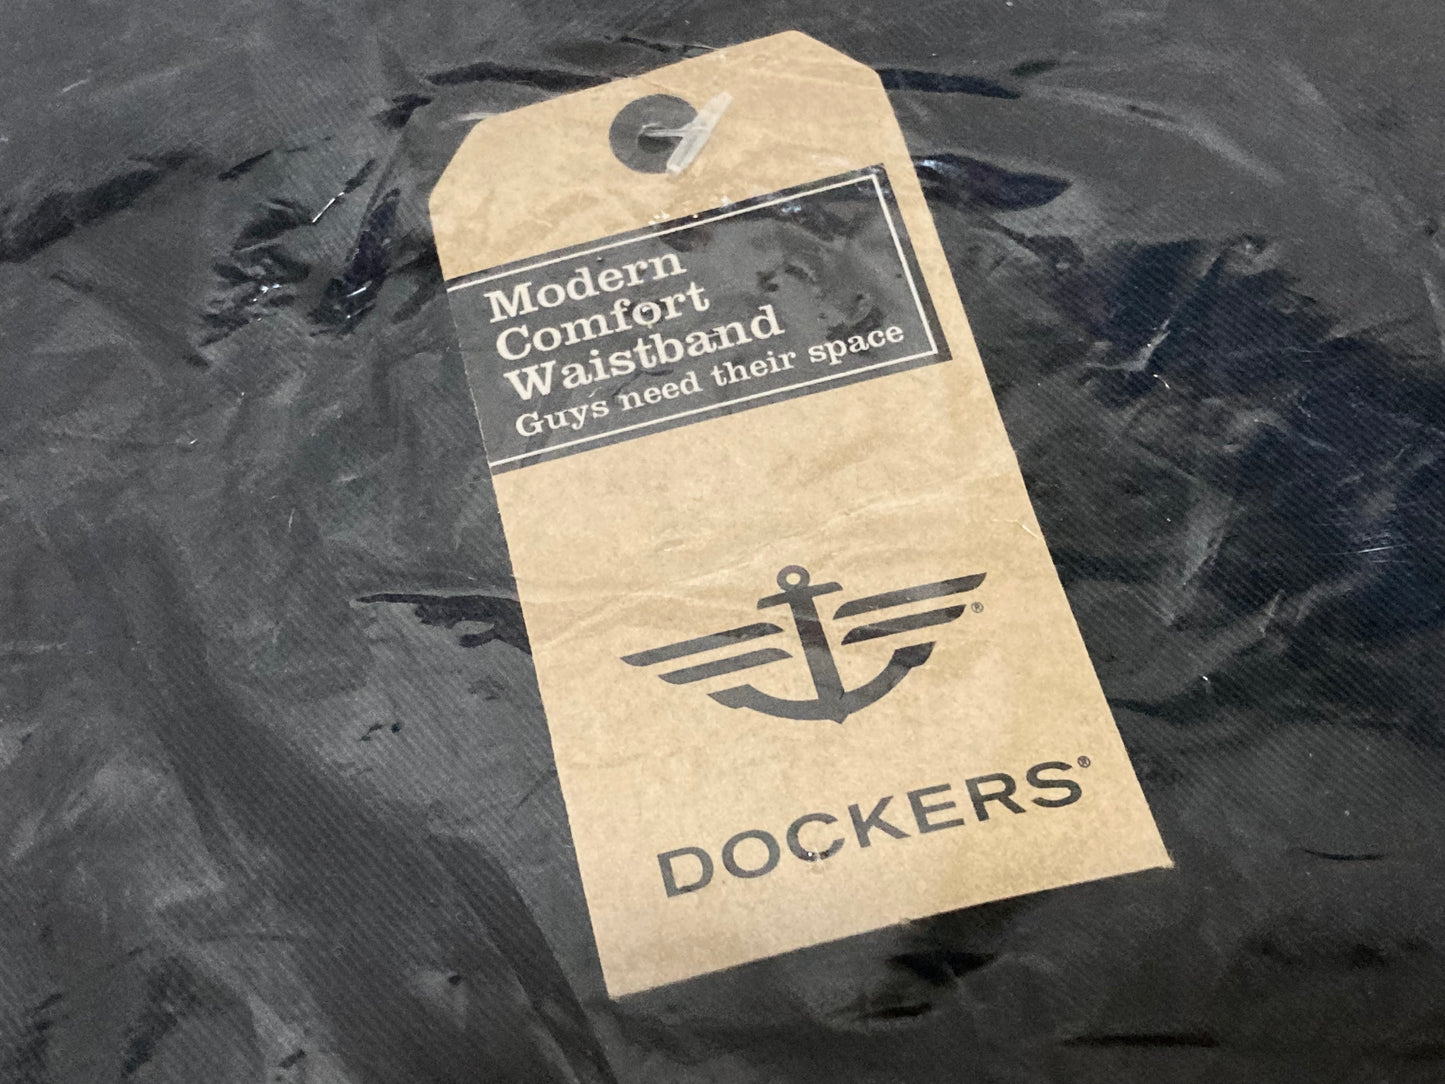 Modern
Comfort
Waistband
Guys need their space
®
DOCKERS®